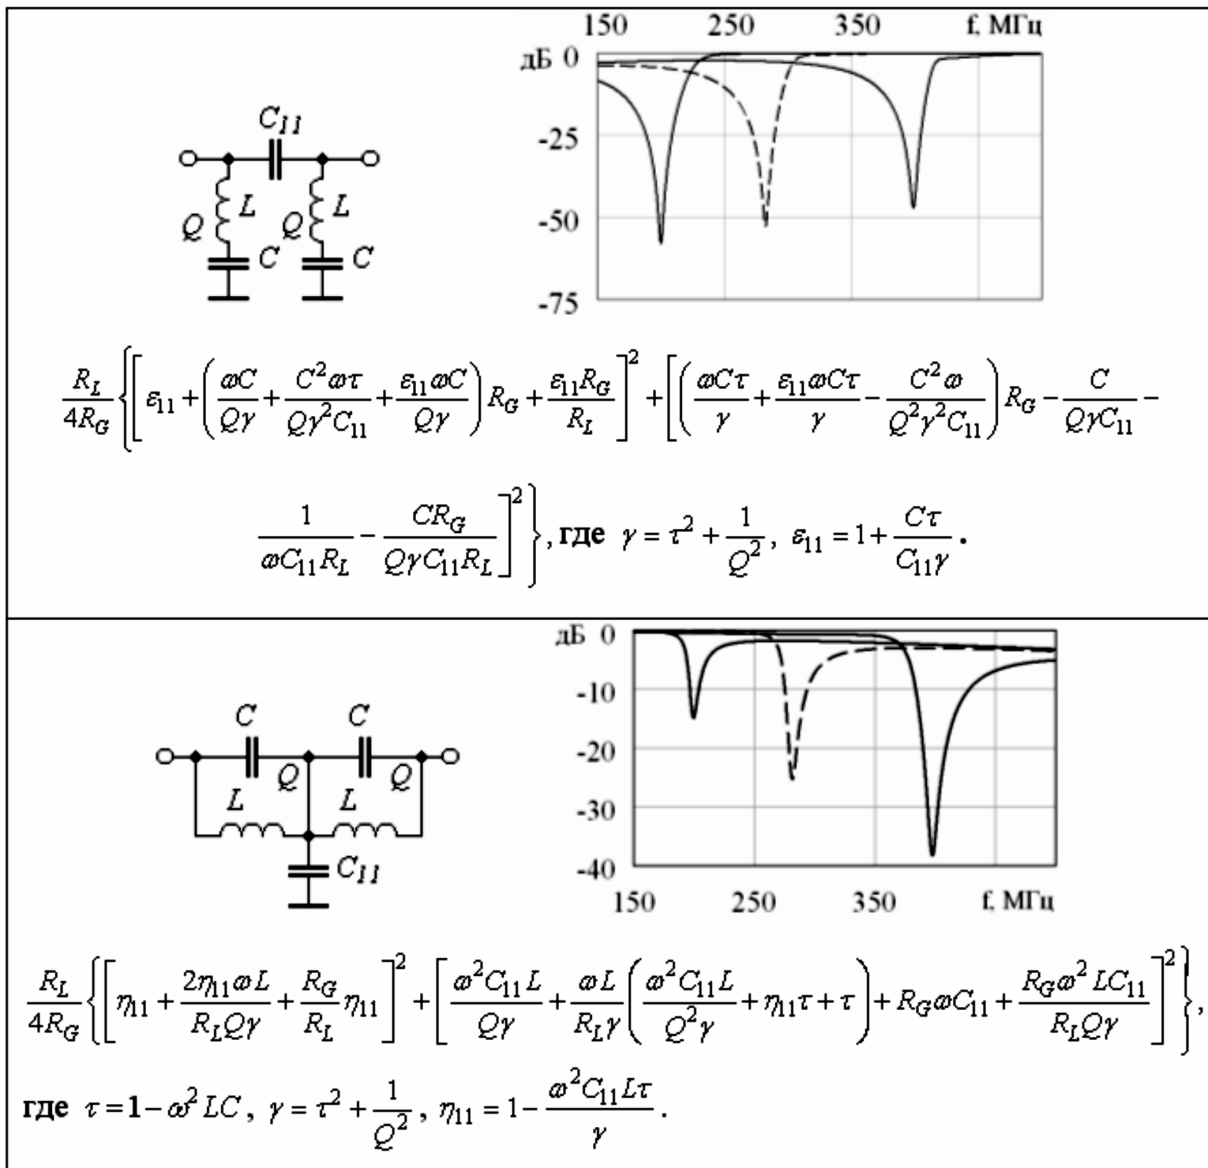 150 250 350 f, МГц
дБ 0
-25
-50
-75
C₁₁
Q L Q L
C C
R_L/(4R_G) {[ε₁₁ + (ωC/(Qγ) + C²ωτ/(Qγ²C₁₁) + ε₁₁ωC/(Qγ)) R_G + ε₁₁R_G/R_L]² + [(ωCτ/γ + ε₁₁ωCτ/γ − C²ω/(Q²γ²C₁₁)) R_G − C/(QγC₁₁) −
1/(ωC₁₁R_L) − CR_G/(QγC₁₁R_L)]²}, где γ = τ² + 1/Q², ε₁₁ = 1 + Cτ/(C₁₁γ).
дБ 0
-10
-20
-30
-40
150 250 350 f, МГц
C C
Q Q
L L
C₁₁
R_L/(4R_G) {[η₁₁ + 2η₁₁ωL/(R_LQγ) + (R_G/R_L)η₁₁]² + [ω²C₁₁L/(Qγ) + (ωL/(R_Lγ))(ω²C₁₁L/(Q²γ) + η₁₁τ + τ) + R_GωC₁₁ + R_Gω²LC₁₁/(R_LQγ)]²},
где τ = 1 − ω²LC, γ = τ² + 1/Q², η₁₁ = 1 − ω²C₁₁Lτ/γ.